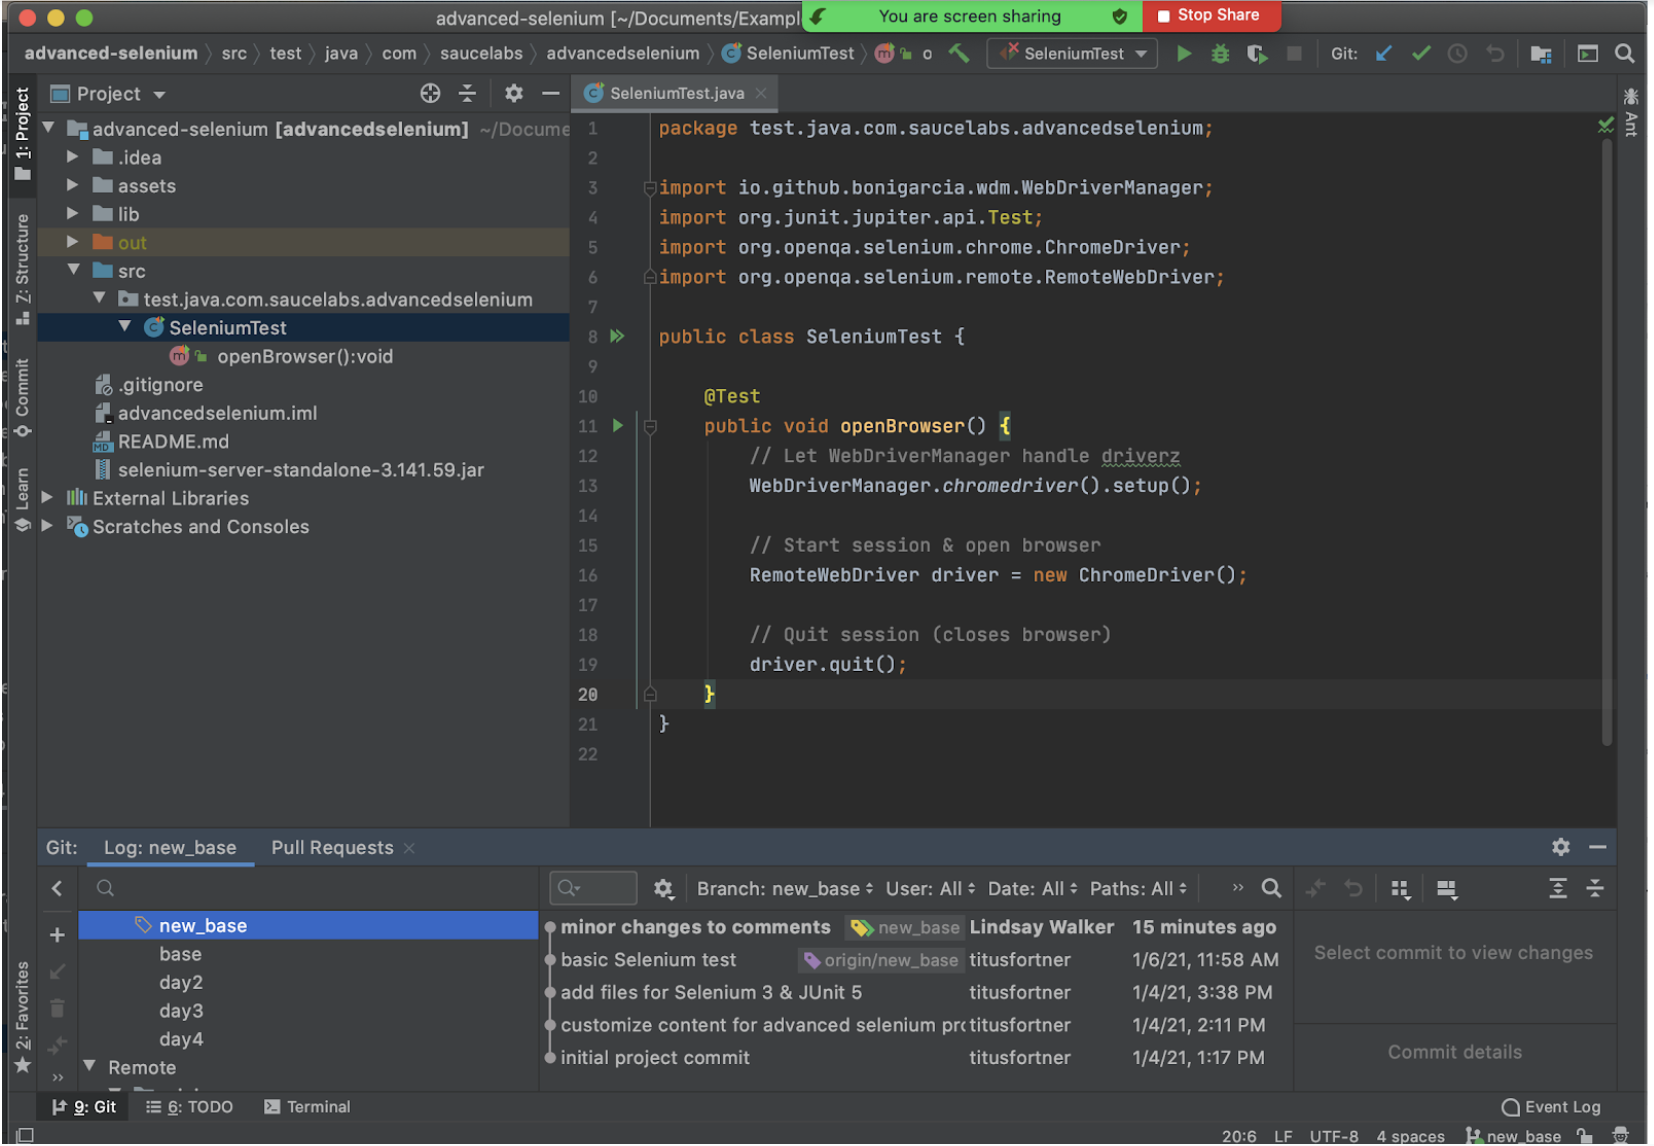 advanced-selenium [~/Documents/Exampl
You are screen sharing
Stop Share
advanced-selenium
src
test
java
com
saucelabs
advancedselenium
SeleniumTest
m
o
SeleniumTest
Git:
Project
SeleniumTest.java
1: Project
Z: Structure
Commit
Learn
2: Favorites
Ant
advanced-selenium [advancedselenium] ~/Docume
.idea
assets
lib
out
src
test.java.com.saucelabs.advancedselenium
SeleniumTest
m openBrowser():void
.gitignore
advancedselenium.iml
README.md
selenium-server-standalone-3.141.59.jar
External Libraries
Scratches and Consoles
1 package test.java.com.saucelabs.advancedselenium;
2
3 import io.github.bonigarcia.wdm.WebDriverManager;
4 import org.junit.jupiter.api.Test;
5 import org.openqa.selenium.chrome.ChromeDriver;
6 import org.openqa.selenium.remote.RemoteWebDriver;
7
8 public class SeleniumTest {
9
10 @Test
11 public void openBrowser() {
12 // Let WebDriverManager handle driverz
13 WebDriverManager.chromedriver().setup();
14
15 // Start session & open browser
16 RemoteWebDriver driver = new ChromeDriver();
17
18 // Quit session (closes browser)
19 driver.quit();
20 }
21 }
22
Git:
Log: new_base
Pull Requests
Branch: new_base
User: All
Date: All
Paths: All
new_base
base
day2
day3
day4
Remote
minor changes to comments new_base Lindsay Walker 15 minutes ago
basic Selenium test origin/new_base titusfortner 1/6/21, 11:58 AM
add files for Selenium 3 & JUnit 5 titusfortner 1/4/21, 3:38 PM
customize content for advanced selenium pro titusfortner 1/4/21, 2:11 PM
initial project commit titusfortner 1/4/21, 1:17 PM
Select commit to view changes
Commit details
9: Git
6: TODO
Terminal
Event Log
20:6 LF UTF-8 4 spaces new_base